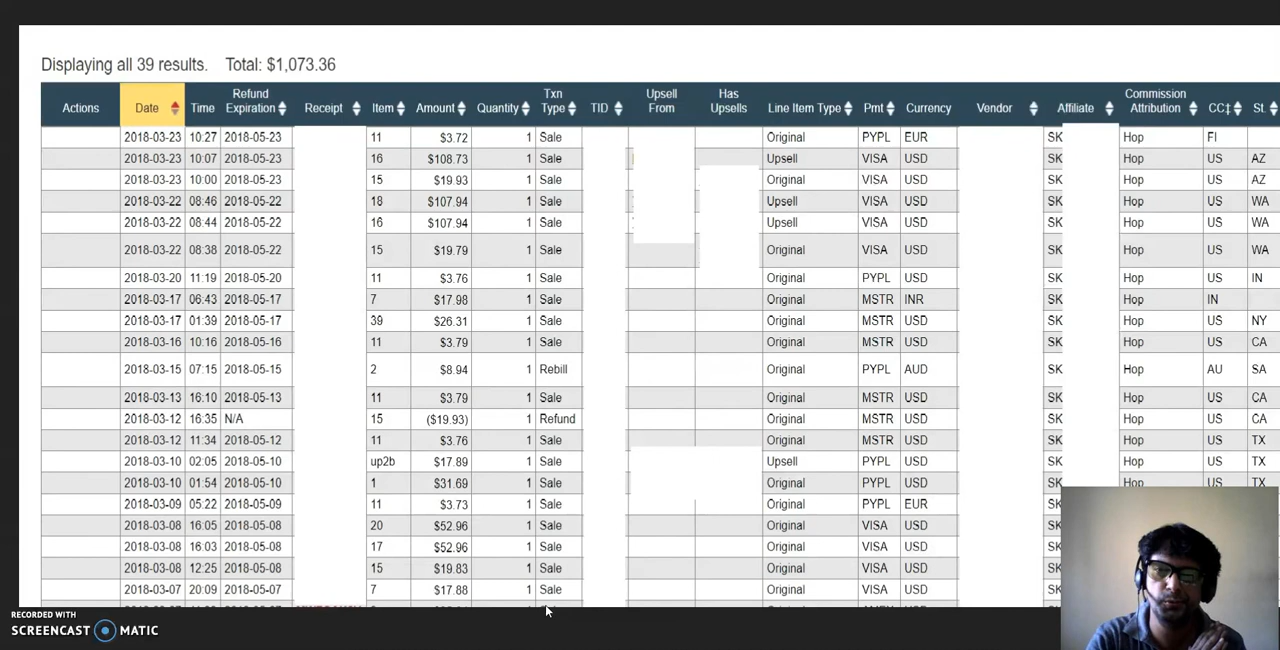 Displaying all 39 results. Total: $1,073.36
Actions Date Time Refund Expiration Receipt Item Amount Quantity Txn Type TID Upsell From Has Upsells Line Item Type Pmt Currency Vendor Affiliate Commission Attribution CC‡ St.
2018-03-23 10:27 2018-05-23 11 $3.72 1 Sale Original PYPL EUR SK Hop FI
2018-03-23 10:07 2018-05-23 16 $108.73 1 Sale Upsell VISA USD SK Hop US AZ
2018-03-23 10:00 2018-05-23 15 $19.93 1 Sale Original VISA USD SK Hop US AZ
2018-03-22 08:46 2018-05-22 18 $107.94 1 Sale Upsell VISA USD SK Hop US WA
2018-03-22 08:44 2018-05-22 16 $107.94 1 Sale Upsell VISA USD SK Hop US WA
2018-03-22 08:38 2018-05-22 15 $19.79 1 Sale Original VISA USD SK Hop US WA
2018-03-20 11:19 2018-05-20 11 $3.76 1 Sale Original PYPL USD SK Hop US IN
2018-03-17 06:43 2018-05-17 7 $17.98 1 Sale Original MSTR INR SK Hop IN
2018-03-17 01:39 2018-05-17 39 $26.31 1 Sale Original MSTR USD SK Hop US NY
2018-03-16 10:16 2018-05-16 11 $3.79 1 Sale Original MSTR USD SK Hop US CA
2018-03-15 07:15 2018-05-15 2 $8.94 1 Rebill Original PYPL AUD SK Hop AU SA
2018-03-13 16:10 2018-05-13 11 $3.79 1 Sale Original MSTR USD SK Hop US CA
2018-03-12 16:35 N/A 15 ($19.93) 1 Refund Original MSTR USD SK Hop US CA
2018-03-12 11:34 2018-05-12 11 $3.76 1 Sale Original MSTR USD SK Hop US TX
2018-03-10 02:05 2018-05-10 up2b $17.89 1 Sale Upsell PYPL USD SK Hop US TX
2018-03-10 01:54 2018-05-10 1 $31.69 1 Sale Original PYPL USD SK Hop US TX
2018-03-09 05:22 2018-05-09 11 $3.73 1 Sale Original PYPL EUR SK
2018-03-08 16:05 2018-05-08 20 $52.96 1 Sale Original VISA USD SK
2018-03-08 16:03 2018-05-08 17 $52.96 1 Sale Original VISA USD SK
2018-03-08 12:25 2018-05-08 15 $19.83 1 Sale Original VISA USD SK
2018-03-07 20:09 2018-05-07 7 $17.88 1 Sale Original VISA USD SK
RECORDED WITH
SCREENCAST MATIC